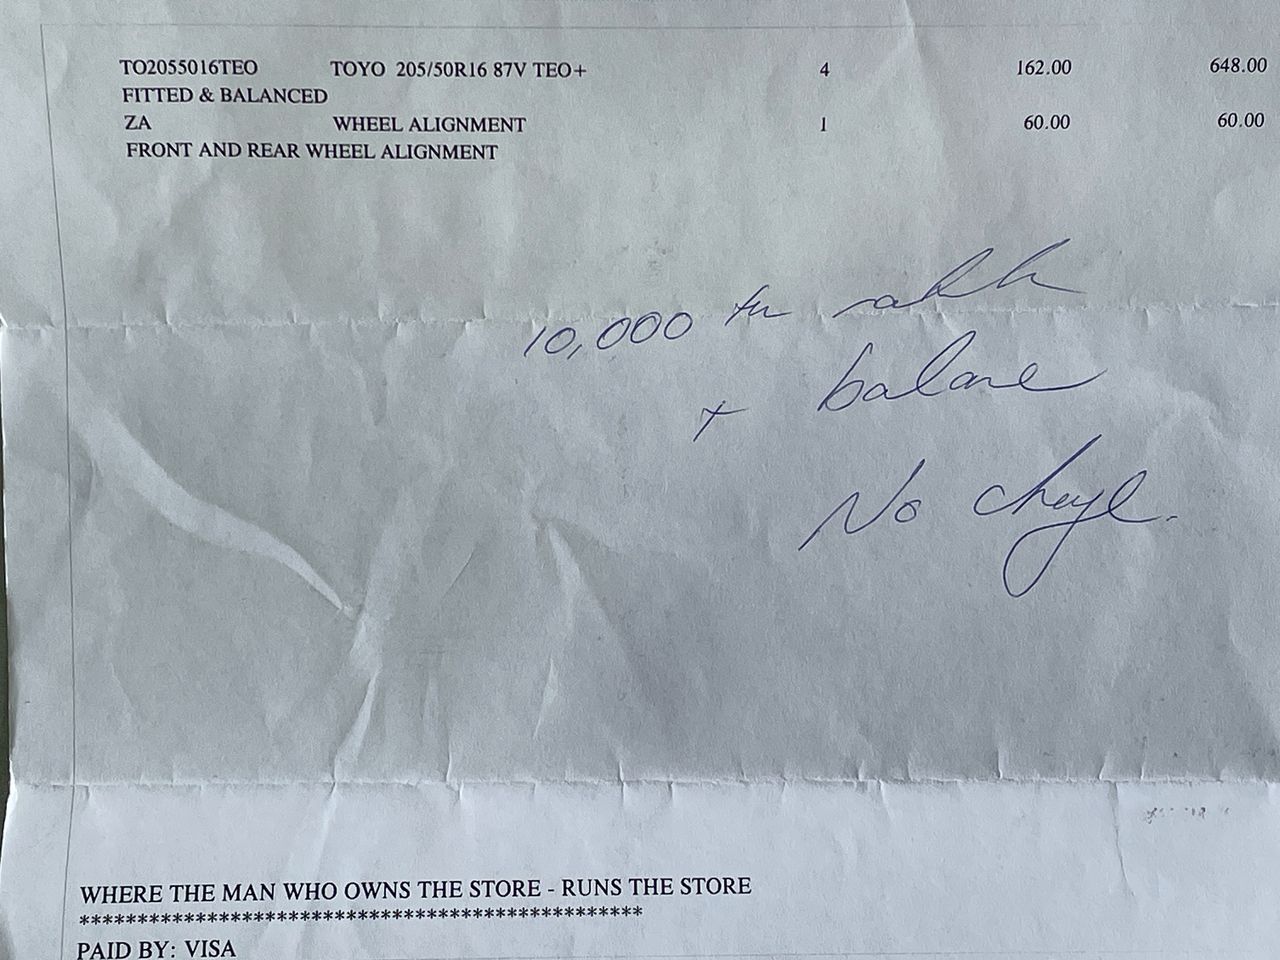 TO2055016TEO TOYO 205/50R16 87V TEO+ 4 162.00 648.00
FITTED & BALANCED
ZA WHEEL ALIGNMENT 1 60.00 60.00
FRONT AND REAR WHEEL ALIGNMENT
10,000
+ balance
No charge.
WHERE THE MAN WHO OWNS THE STORE - RUNS THE STORE
************************************************
PAID BY: VISA